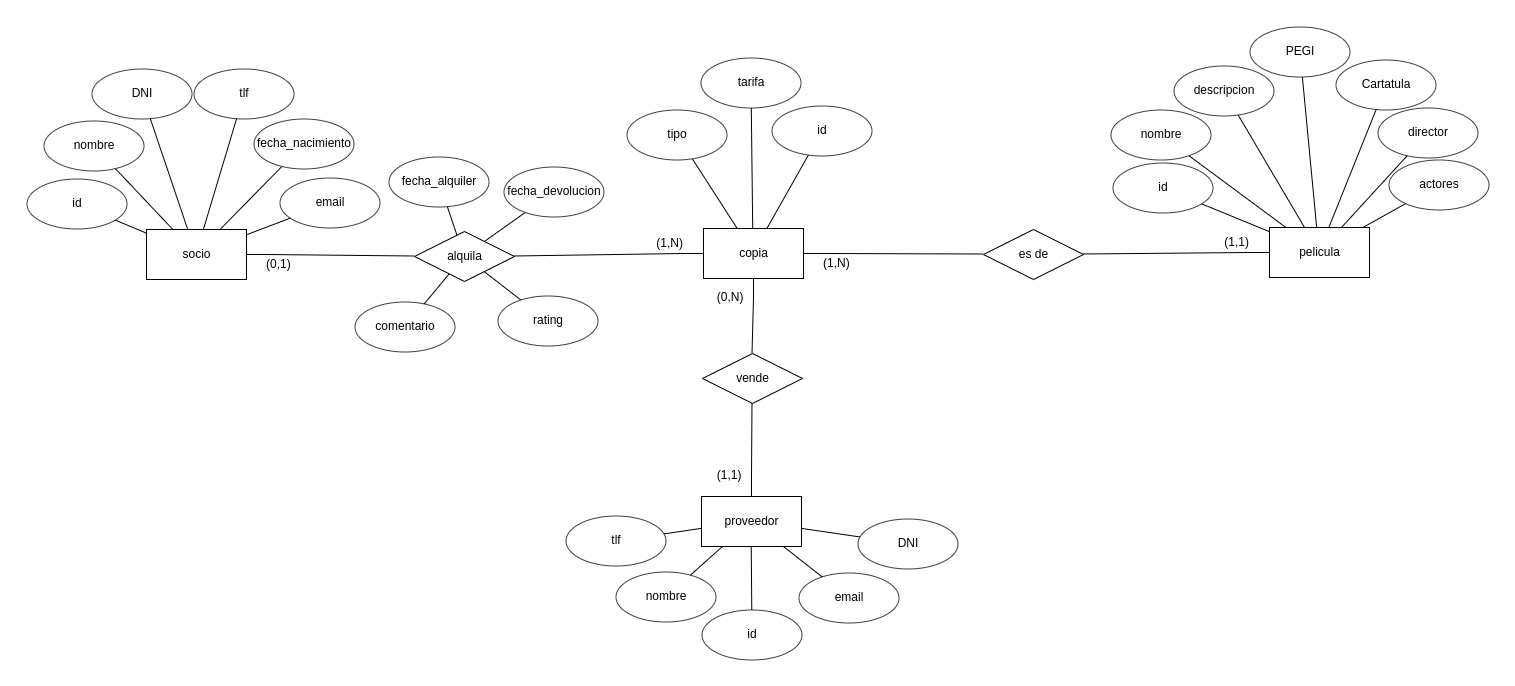 PEGI
tarifa
Cartatula
descripcion
DNI
tlf
id
tipo
director
nombre
fecha_nacimiento
nombre
fecha_alquiler
actores
id
fecha_devolucion
email
id
(1,N)
(1,1)
socio
alquila
copia
es de
pelicula
(0,1)
(1,N)
(0,N)
comentario
rating
vende
(1,1)
proveedor
tlf
DNI
nombre
email
id